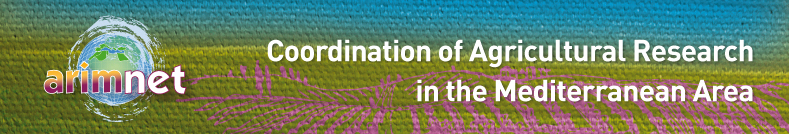 arimnet
Coordination of Agricultural Research
in the Mediterranean Area